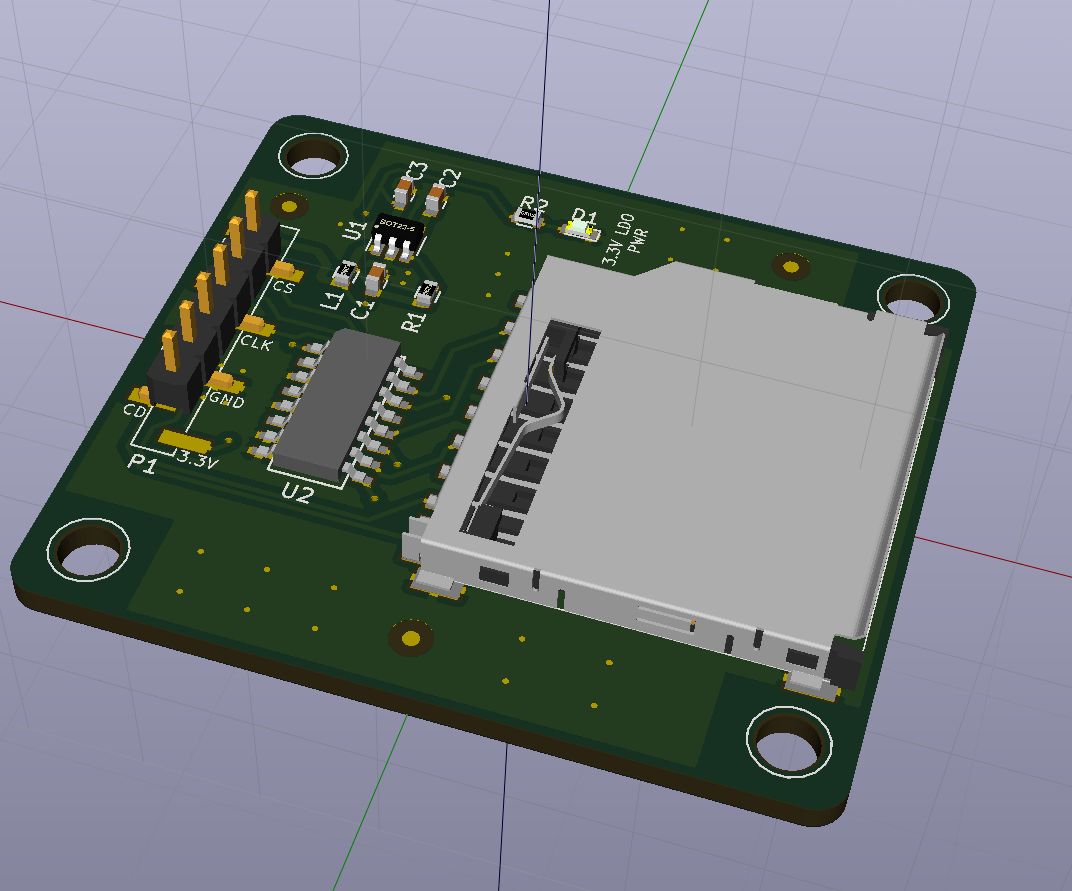 C3
C2
R2
D1
3.3V LDO
PWR
U1
SOT23-5
L1
C1
R1
CS
CLK
GND
CD
3.3V
P1
U2